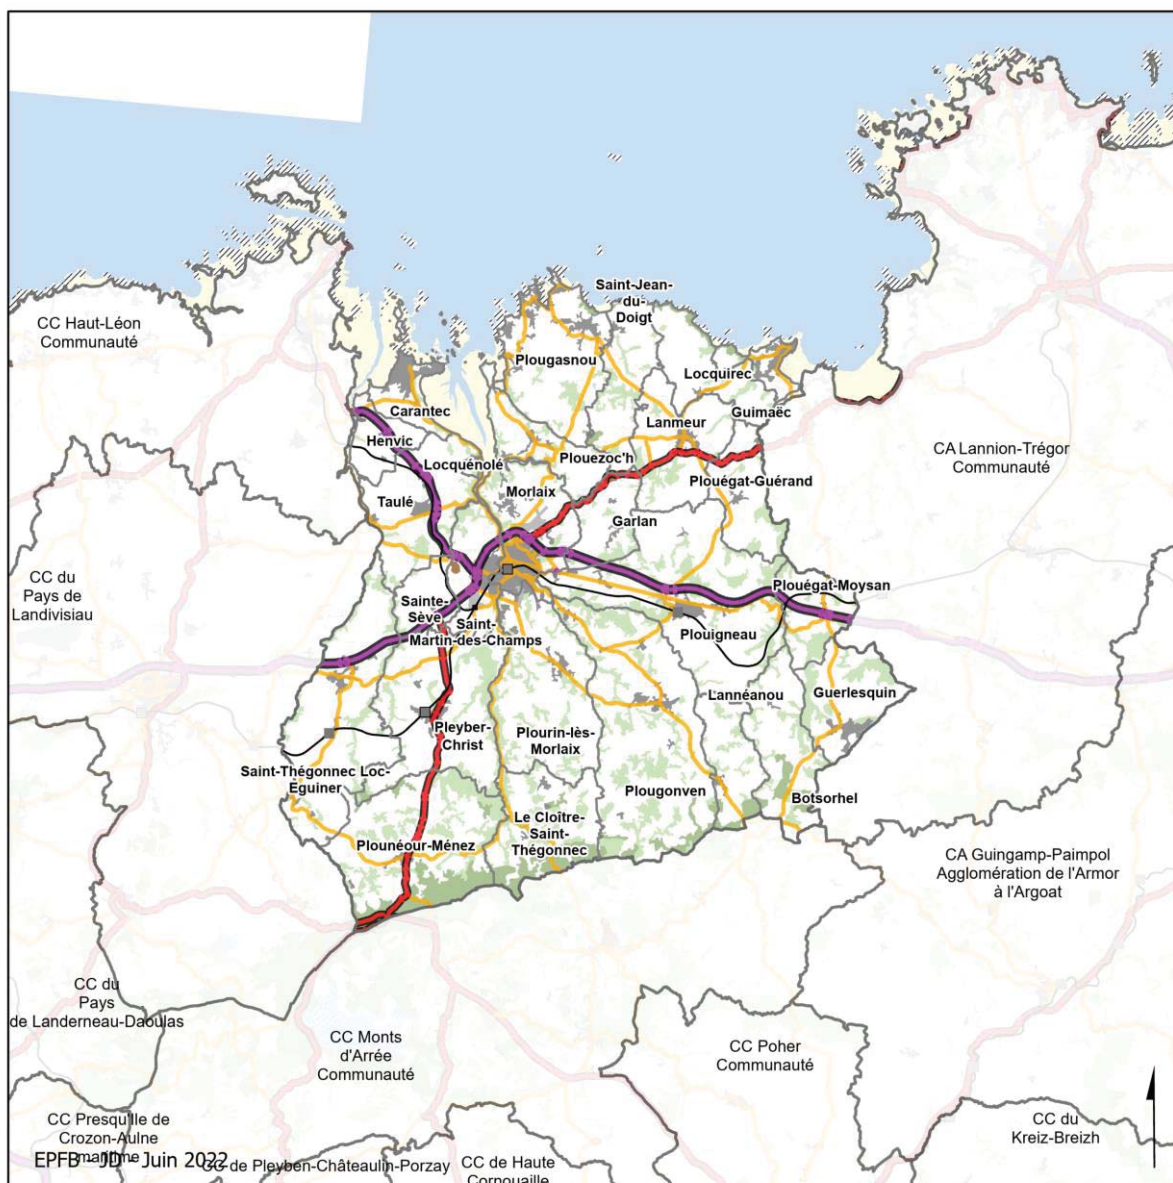 Saint-Jean-
du-
Doigt
CC Haut-Léon
Communauté
Plougasnou
Locquirec
Carantec
Guimaëc
Lanmeur
Henvic
CA Lannion-Trégor
Communauté
Locquénolé
Plouezoc'h
Plouégat-Guérand
Morlaix
Taulé
Garlan
CC du
Pays de
Landivisiau
Plouégat-Moysan
Sainte-
Sève
Saint-
Martin-des-Champs
Plouigneau
Lannéanou
Guerlesquin
Pleyber-
Christ
Plourin-lès-
Morlaix
Saint-Thégonnec Loc-
Eguiner
Plougonven
Botsorhel
Le Cloître-
Saint-
Thégonnec
Plounéour-Ménez
CA Guingamp-Paimpol
Agglomération de l'Armor
à l'Argoat
CC du
Pays
de Landerneau-Daoulas
CC Monts
d'Arrée
Communauté
CC Poher
Communauté
CC Presqu'île de
Crozon-Aulne
maritime
CC du
Kreiz-Breizh
EPFB - JD - Juin 2022
CC de Pleyben-Châteaulin-Porzay
CC de Haute
Cornouaille